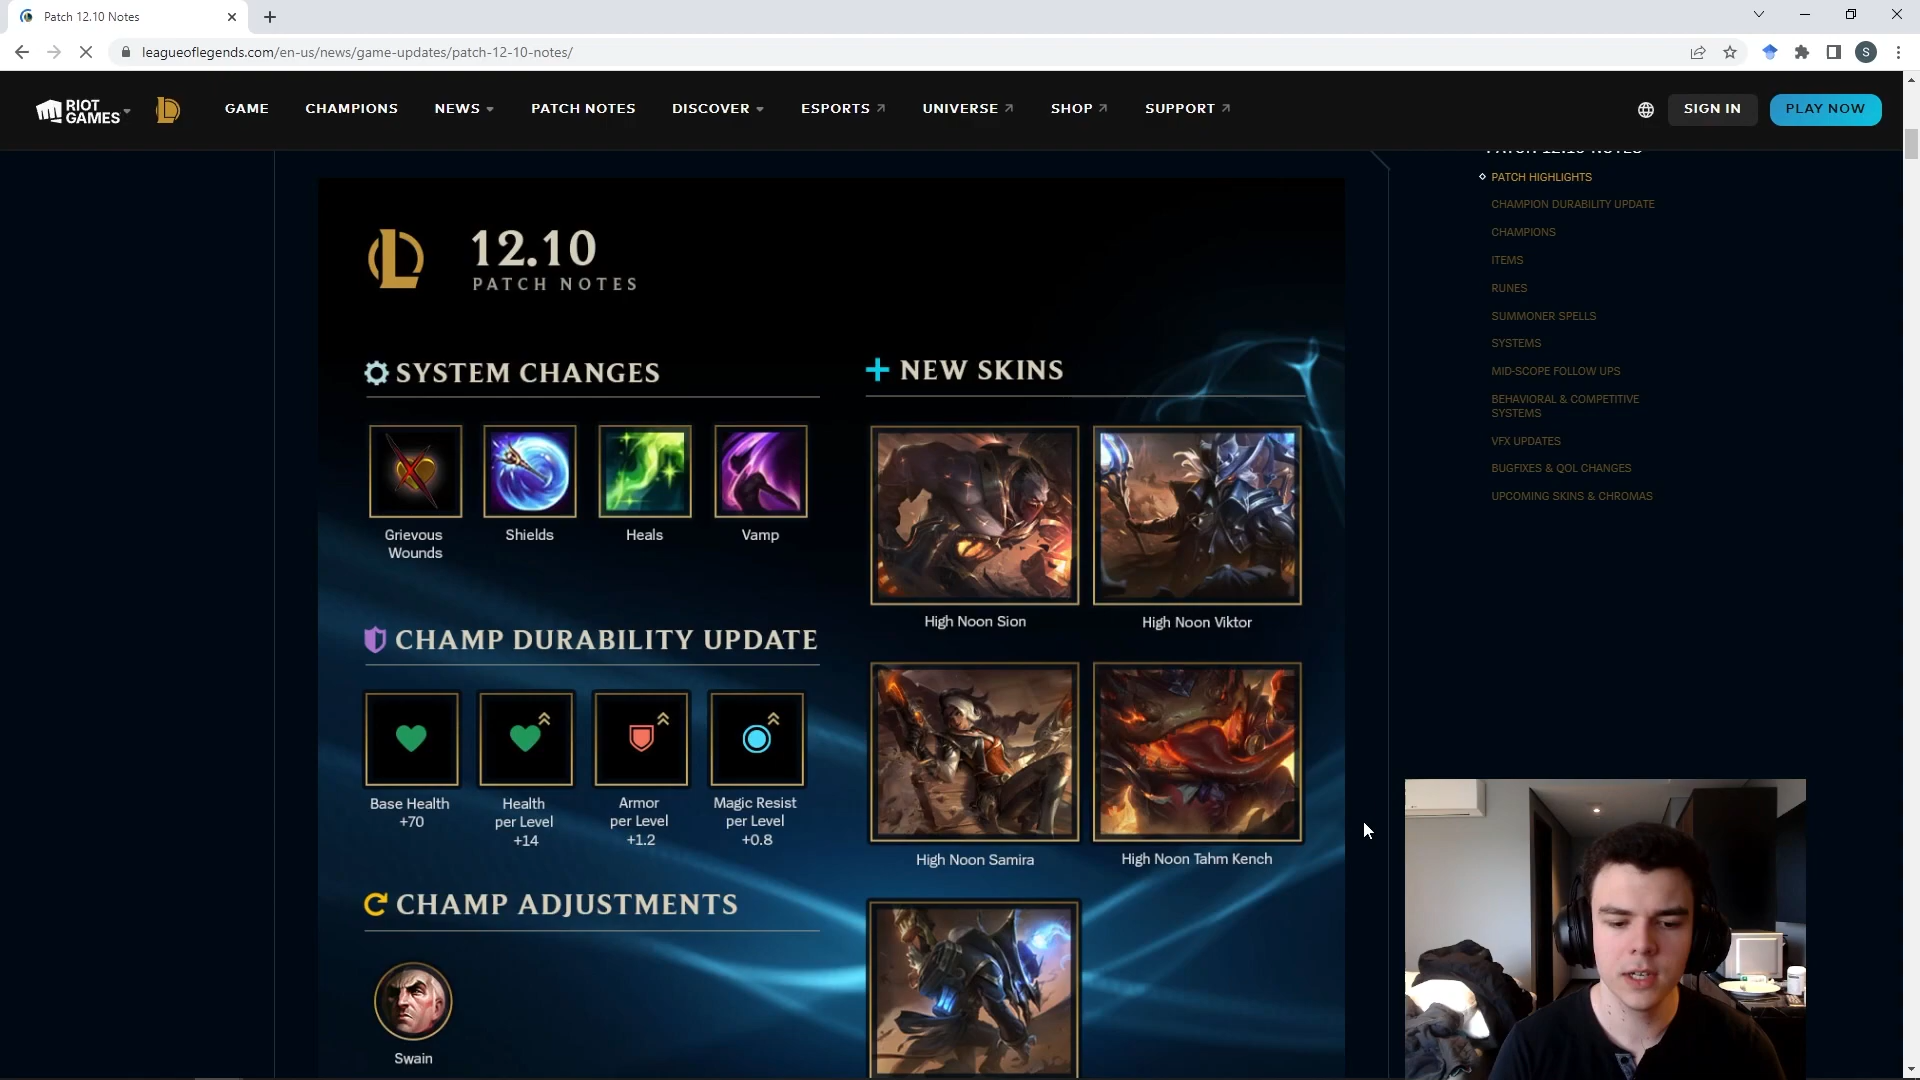 Patch 12.10 Notes
leagueoflegends.com/en-us/news/game-updates/patch-12-10-notes/
S
RIOT GAMES
GAME
CHAMPIONS
NEWS
PATCH NOTES
DISCOVER
ESPORTS
UNIVERSE
SHOP
SUPPORT
SIGN IN
PLAY NOW
PATCH 12.10 NOTES
PATCH HIGHLIGHTS
CHAMPION DURABILITY UPDATE
CHAMPIONS
ITEMS
RUNES
SUMMONER SPELLS
SYSTEMS
MID-SCOPE FOLLOW UPS
BEHAVIORAL & COMPETITIVE
SYSTEMS
VFX UPDATES
BUGFIXES & QOL CHANGES
UPCOMING SKINS & CHROMAS
12.10
PATCH NOTES
SYSTEM CHANGES
Grievous
Wounds
Shields
Heals
Vamp
CHAMP DURABILITY UPDATE
Base Health
+70
Health
per Level
+14
Armor
per Level
+1.2
Magic Resist
per Level
+0.8
CHAMP ADJUSTMENTS
Swain
NEW SKINS
High Noon Sion
High Noon Viktor
High Noon Samira
High Noon Tahm Kench